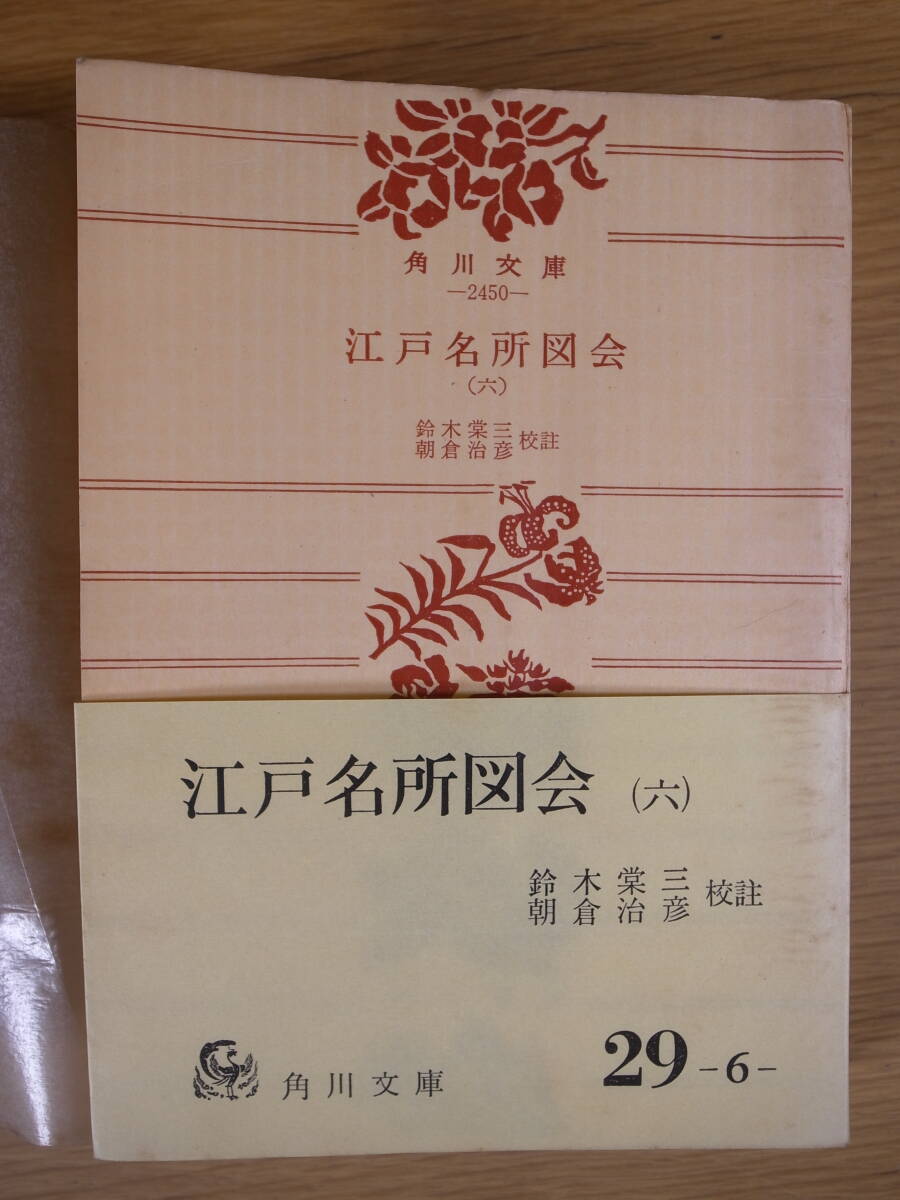 角川文庫
—2450—
江戸名所図会
（六）
鈴木棠三
朝倉治彦 校註
江戸名所図会 （六）
鈴木棠三
朝倉治彦 校註
角川文庫
29 -6-